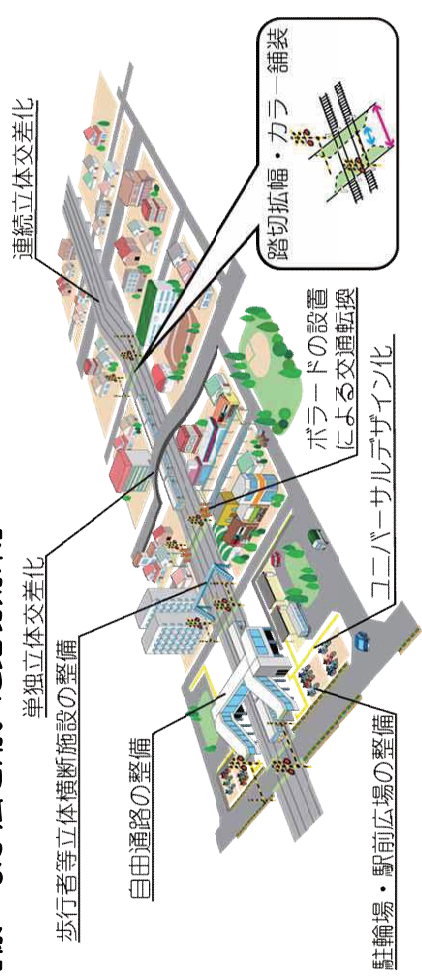 連続立体交差化
単独立体交差化
歩行者等立体横断施設の整備
自由通路の整備
踏切拡幅・カラー舗装
ボラードの設置
による交通転換
ユニバーサルデザイン化
駐輪場・駅前広場の整備